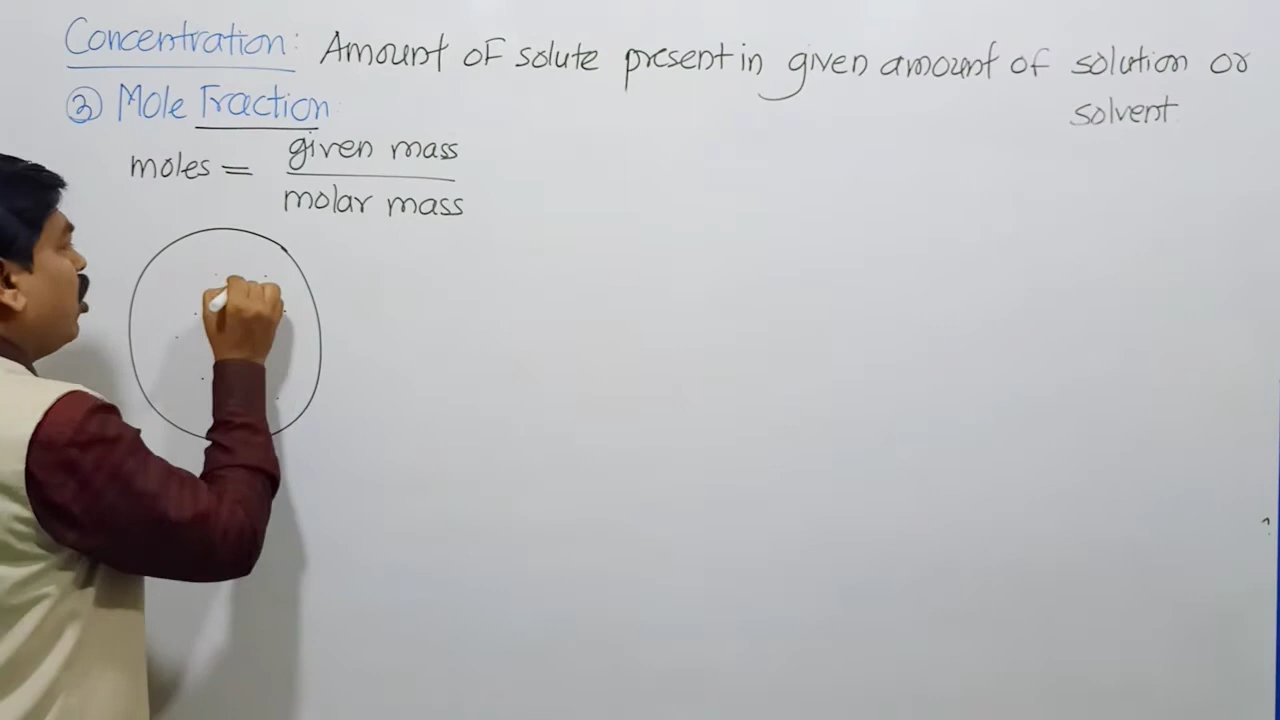 Concentration: Amount of solute present in given amount of solution or
solvent
③ Mole Fraction
moles = given mass
molar mass